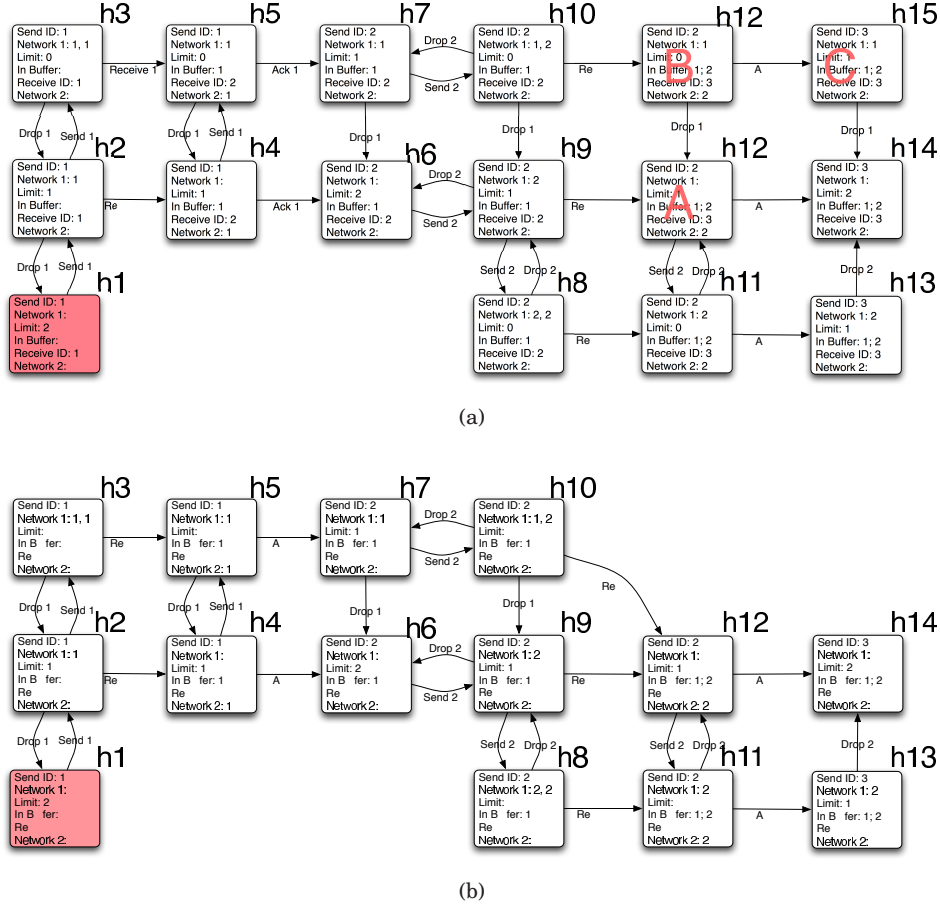 h3
h5
h7
h10
h12
h15
Send ID: 1
Network 1: 1, 1
Limit: 0
In Buffer:
Receive ID: 1
Network 2:
Receive 1
Send ID: 1
Network 1: 1
Limit: 0
In Buffer: 1
Receive ID: 2
Network 2: 1
Ack 1
Send ID: 2
Network 1: 1
Limit: 1
In Buffer: 1
Receive ID: 2
Network 2:
Drop 2
Send 2
Send ID: 2
Network 1: 1, 2
Limit: 0
In Buffer: 1
Receive ID: 2
Network 2:
Re
Send ID: 2
Network 1: 1
Limit: 0
In Buffer: 1; 2
Receive ID: 3
Network 2: 2
B
A
Send ID: 3
Network 1: 1
Limit: 1
In Buffer: 1; 2
Receive ID: 3
Network 2:
C
Drop 1
Send 1
Drop 1
Send 1
Drop 1
Drop 1
Drop 1
Drop 1
h2
h4
h6
h9
h12
h14
Send ID: 1
Network 1: 1
Limit: 1
In Buffer:
Receive ID: 1
Network 2:
Re
Send ID: 1
Network 1:
Limit: 1
In Buffer: 1
Receive ID: 2
Network 2: 1
Ack 1
Send ID: 2
Network 1:
Limit: 2
In Buffer: 1
Receive ID: 2
Network 2:
Drop 2
Send 2
Send ID: 2
Network 1: 2
Limit: 1
In Buffer: 1
Receive ID: 2
Network 2:
Re
Send ID: 2
Network 1:
Limit: 1
In Buffer: 1; 2
Receive ID: 3
Network 2: 2
A
A
Send ID: 3
Network 1:
Limit: 2
In Buffer: 1; 2
Receive ID: 3
Network 2:
Drop 1
Send 1
Send 2
Drop 2
Send 2
Drop 2
Drop 2
h1
h8
h11
h13
Send ID: 1
Network 1:
Limit: 2
In Buffer:
Receive ID: 1
Network 2:
Send ID: 2
Network 1: 2, 2
Limit: 0
In Buffer: 1
Receive ID: 2
Network 2:
Re
Send ID: 2
Network 1: 2
Limit: 0
In Buffer: 1; 2
Receive ID: 3
Network 2: 2
A
Send ID: 3
Network 1: 2
Limit: 1
In Buffer: 1; 2
Receive ID: 3
Network 2:
(a)
h3
h5
h7
h10
Send ID: 1
Network 1: 1, 1
Limit:
In B fer:
Re
Network 2:
Re
Send ID: 1
Network 1: 1
Limit:
In B fer: 1
Re
Network 2: 1
A
Send ID: 2
Network 1: 1
Limit: 1
In B fer: 1
Re
Network 2:
Drop 2
Send 2
Send ID: 2
Network 1: 1, 2
Limit:
In B fer: 1
Re
Network 2:
Re
Drop 1
Send 1
Drop 1
Send 1
Drop 1
Drop 1
h2
h4
h6
h9
h12
h14
Send ID: 1
Network 1: 1
Limit: 1
In B fer:
Re
Network 2:
Re
Send ID: 1
Network 1:
Limit: 1
In B fer: 1
Re
Network 2: 1
A
Send ID: 2
Network 1:
Limit: 2
In B fer: 1
Re
Network 2:
Drop 2
Send 2
Send ID: 2
Network 1: 2
Limit: 1
In B fer: 1
Re
Network 2:
Re
Send ID: 2
Network 1:
Limit: 1
In B fer: 1; 2
Re
Network 2: 2
A
Send ID: 3
Network 1:
Limit: 2
In B fer: 1; 2
Re
Network 2:
Drop 1
Send 1
Send 2
Drop 2
Send 2
Drop 2
Drop 2
h1
h8
h11
h13
Send ID: 1
Network 1:
Limit: 2
In B fer:
Re
Network 2:
Send ID: 2
Network 1: 2, 2
Limit:
In B fer: 1
Re
Network 2:
Re
Send ID: 2
Network 1: 2
Limit:
In B fer: 1; 2
Re
Network 2: 2
A
Send ID: 3
Network 1: 2
Limit: 1
In B fer: 1; 2
Re
Network 2:
(b)